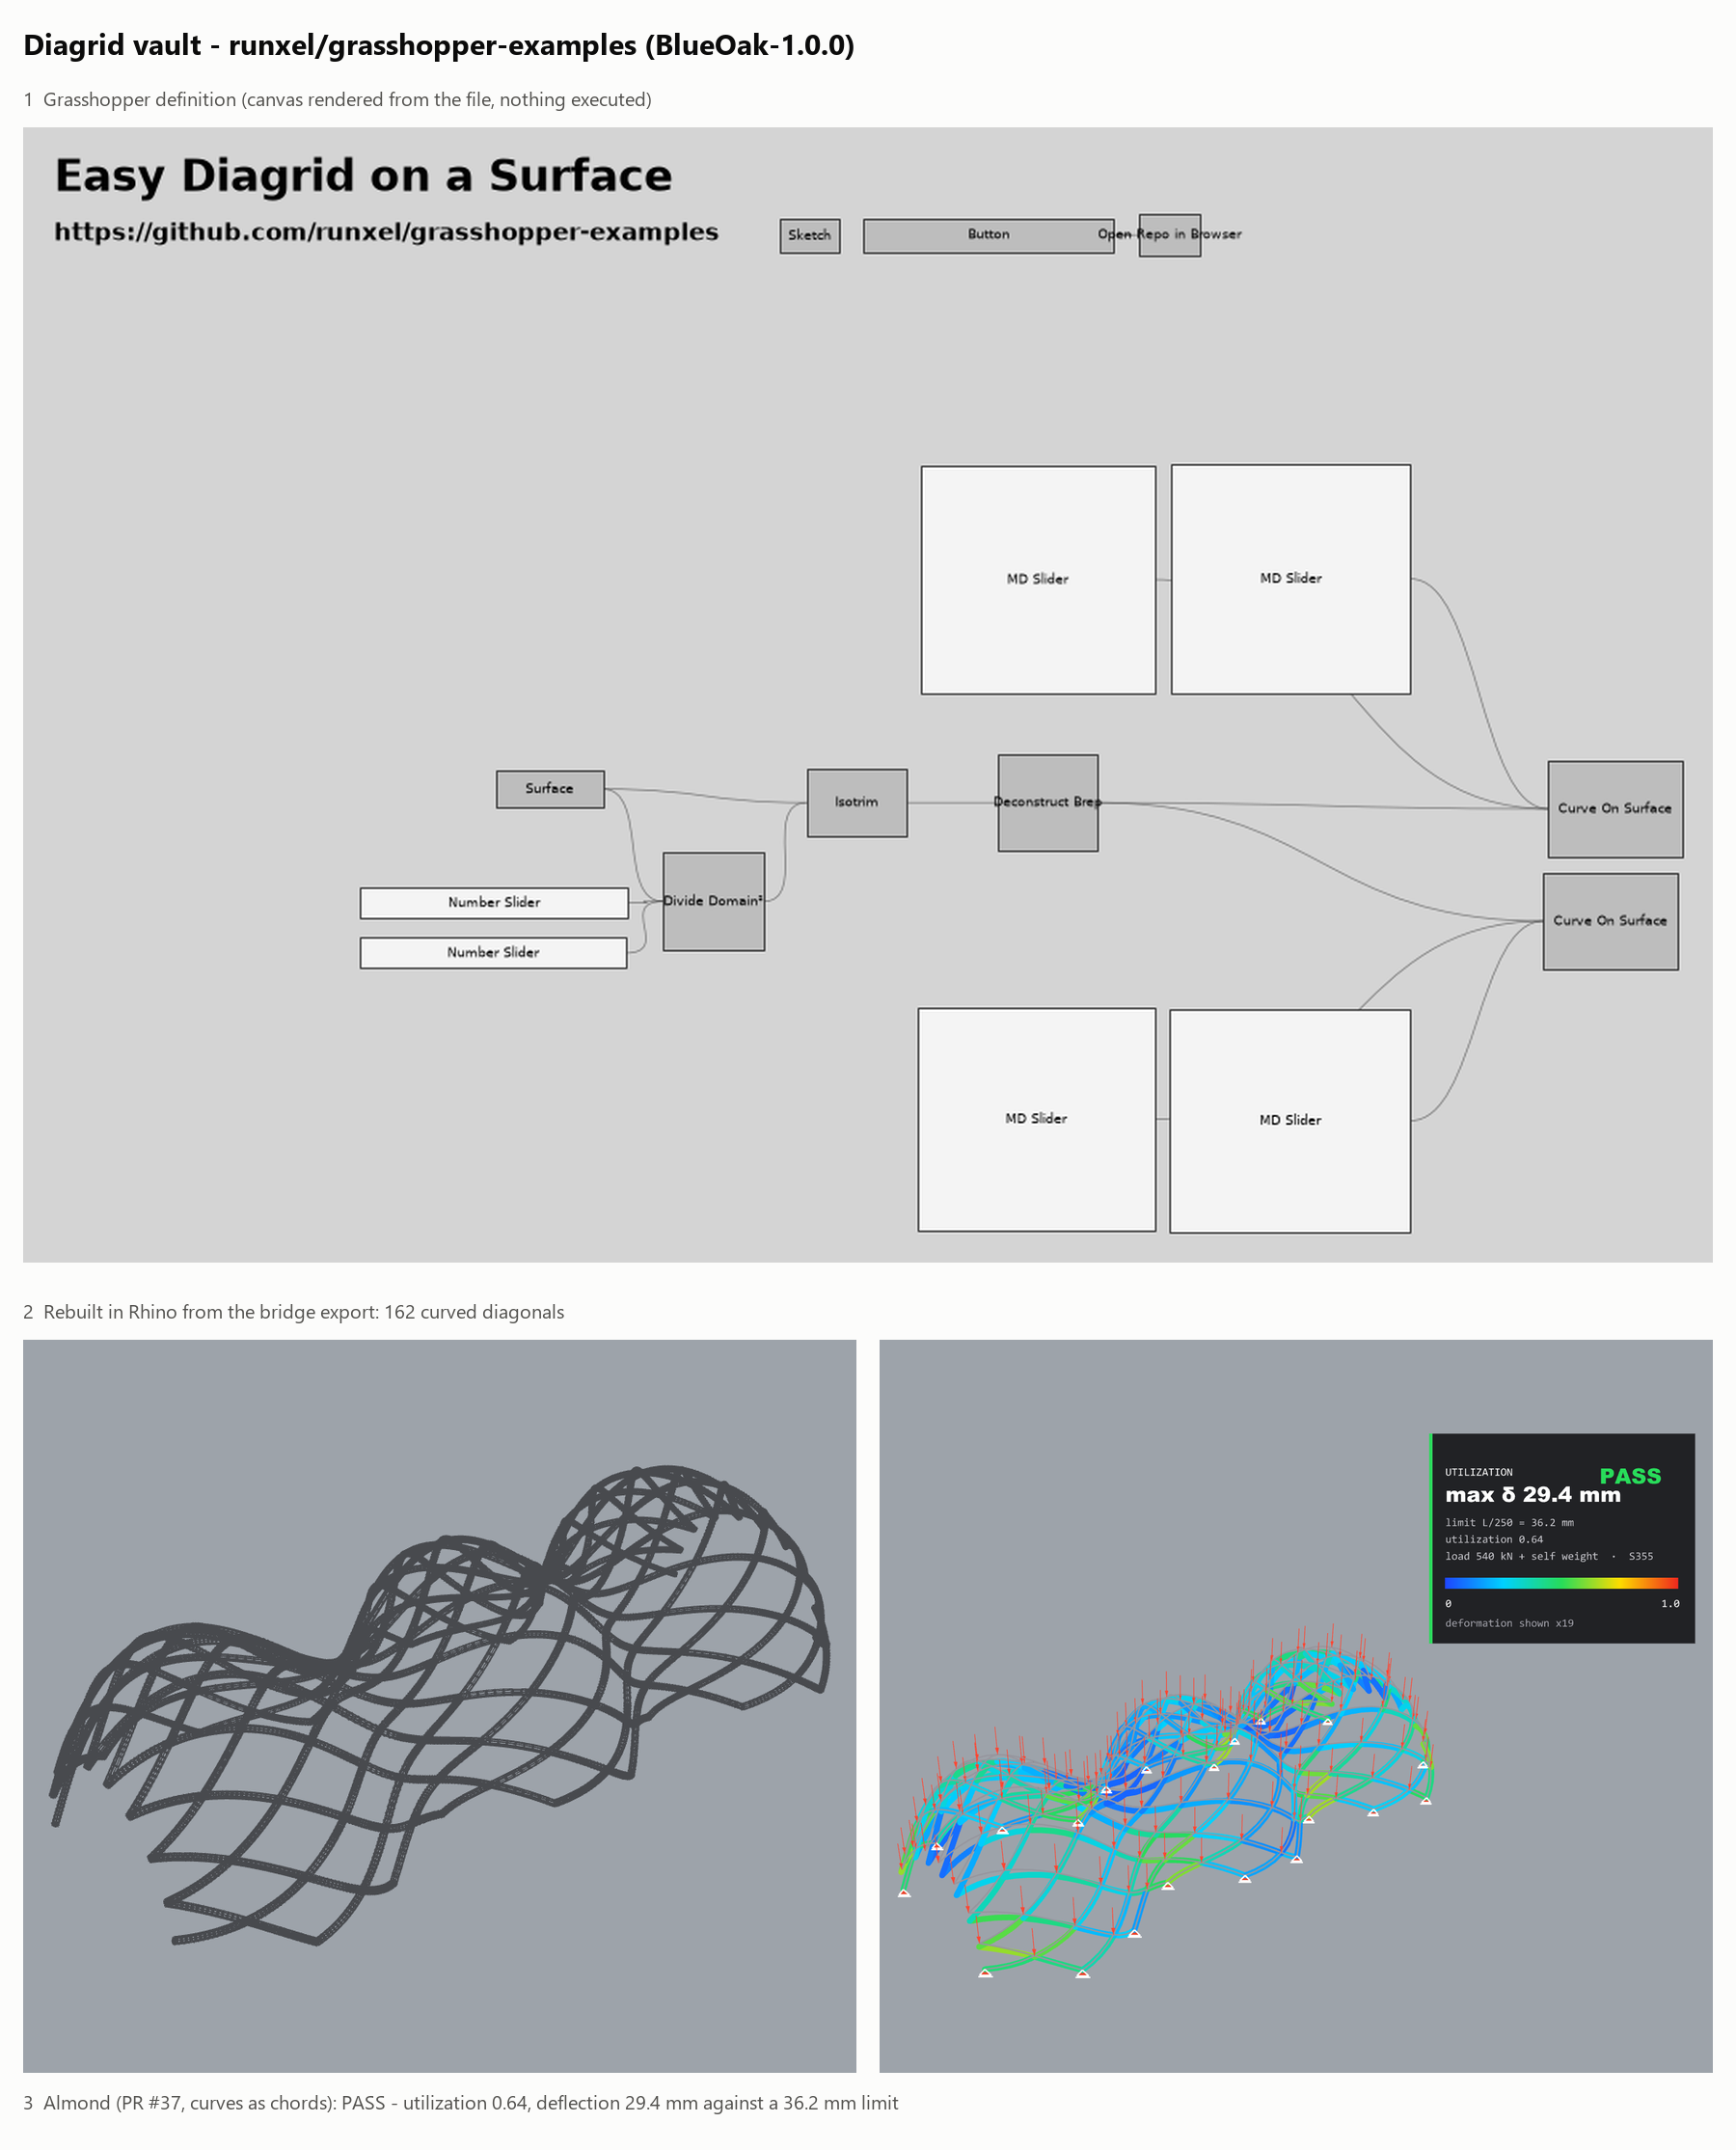 Diagrid vault - runxel/grasshopper-examples (BlueOak-1.0.0)
1 Grasshopper definition (canvas rendered from the file, nothing executed)
Easy Diagrid on a Surface
https://github.com/runxel/grasshopper-examples
Sketch
Button
Open Repo in Browser
MD Slider
MD Slider
Surface
Isotrim
Deconstruct Brep
Curve On Surface
Number Slider
Divide Domain²
Curve On Surface
Number Slider
MD Slider
MD Slider
2 Rebuilt in Rhino from the bridge export: 162 curved diagonals
UTILIZATION
PASS
max δ 29.4 mm
limit L/250 = 36.2 mm
utilization 0.64
load 540 kN + self weight · S355
0
1.0
deformation shown x19
3 Almond (PR #37, curves as chords): PASS - utilization 0.64, deflection 29.4 mm against a 36.2 mm limit